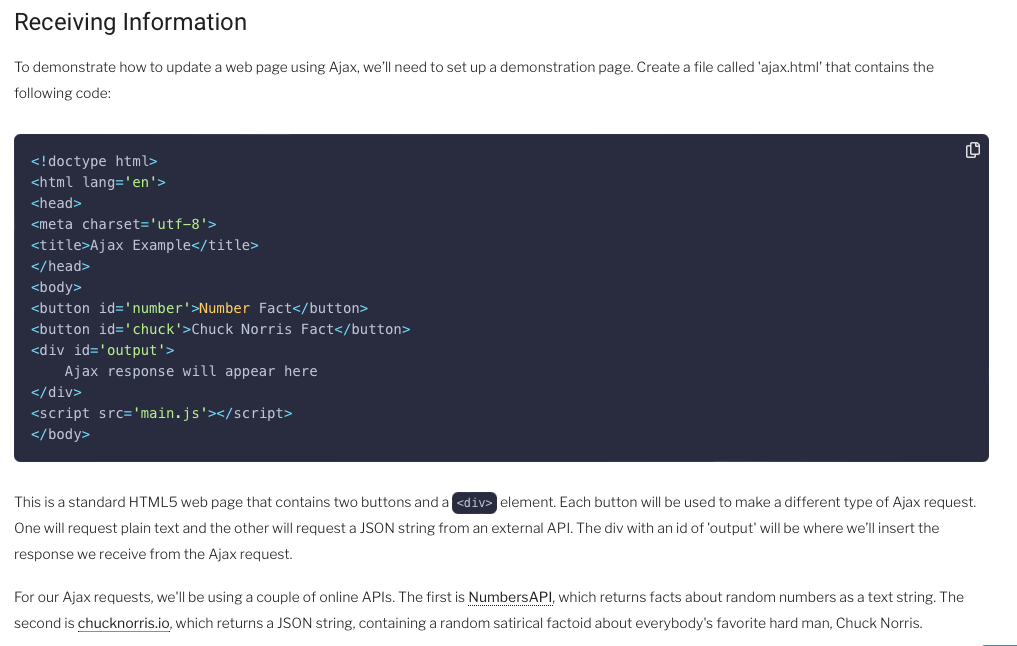 Receiving Information
To demonstrate how to update a web page using Ajax, we'll need to set up a demonstration page. Create a file called 'ajax.html' that contains the
following code:
<!doctype html>
<html lang='en'>
<head>
<meta charset='utf-8'>
<title>Ajax Example</title>
</head>
<body>
<button id='number'>Number Fact</button>
<button id='chuck'>Chuck Norris Fact</button>
<div id='output'>
    Ajax response will appear here
</div>
<script src='main.js'></script>
</body>
This is a standard HTML5 web page that contains two buttons and a <div> element. Each button will be used to make a different type of Ajax request.
One will request plain text and the other will request a JSON string from an external API. The div with an id of 'output' will be where we'll insert the
response we receive from the Ajax request.
For our Ajax requests, we'll be using a couple of online APIs. The first is NumbersAPI, which returns facts about random numbers as a text string. The
second is chucknorris.io, which returns a JSON string, containing a random satirical factoid about everybody's favorite hard man, Chuck Norris.